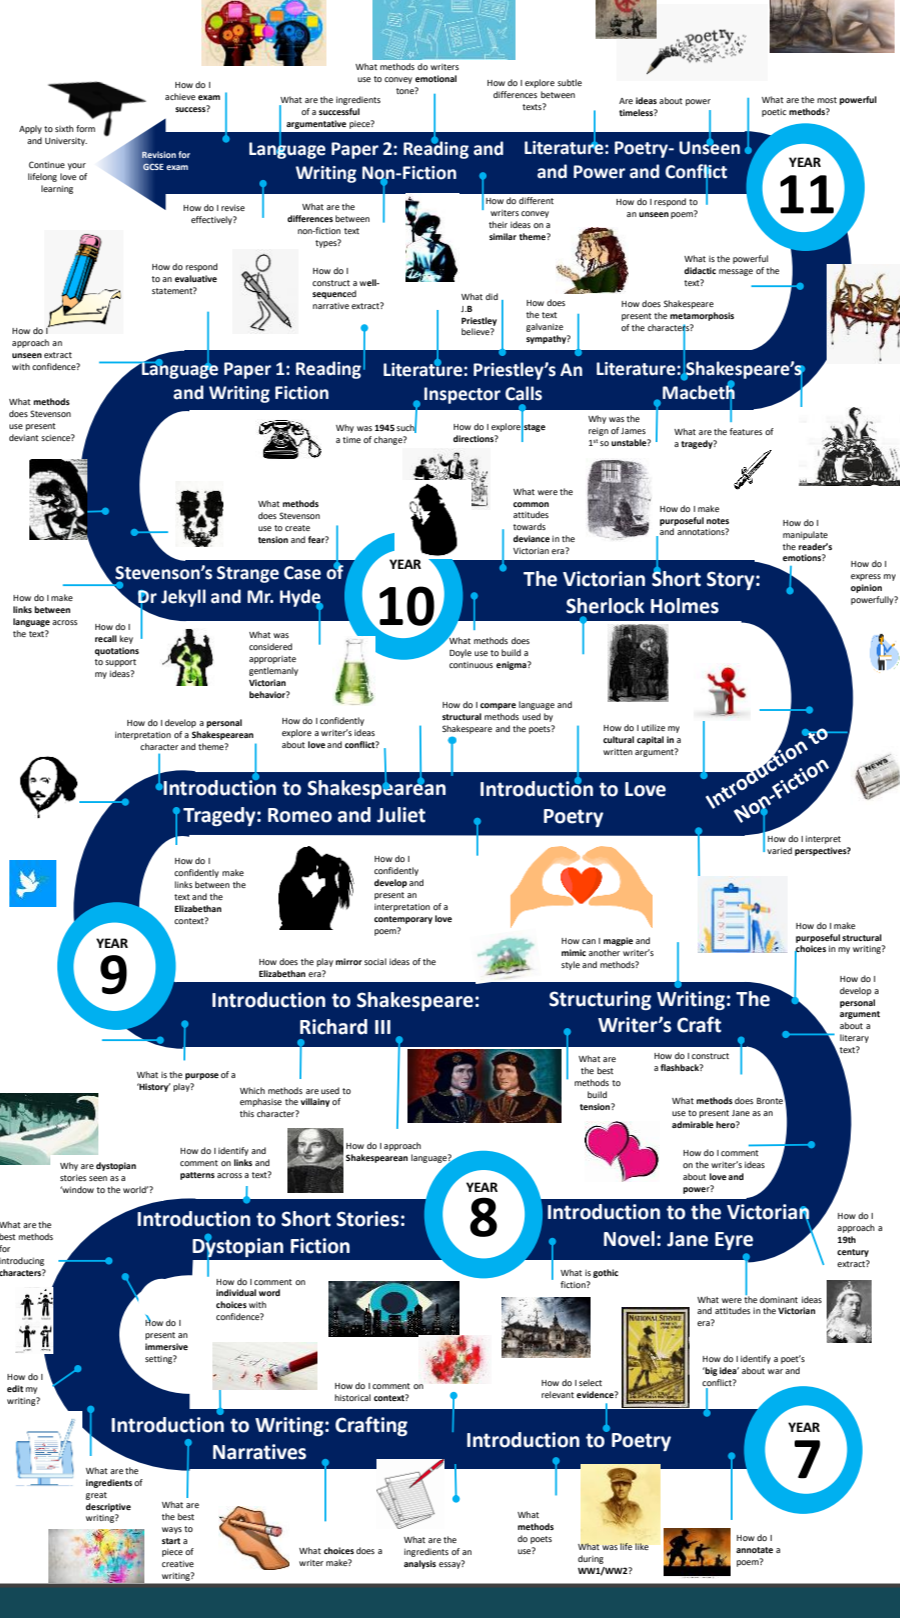 Poetry
What methods do writers
use to convey emotional
tone?
How do I
achieve exam
success?
What are the ingredients
of a successful
argumentative piece?
How do I explore subtle
differences between
texts?
Are ideas about power
timeless?
What are the most powerful
poetic methods?
Apply to sixth form
and University.
Continue your
lifelong love of
learning
Revision for
GCSE exam
Language Paper 2: Reading and
Writing Non-Fiction
Literature: Poetry- Unseen
and Power and Conflict
YEAR
11
How do I revise
effectively?
What are the
differences between
non-fiction text
types?
How do different
writers convey
their ideas on a
similar theme?
How do I respond to
an unseen poem?
How do respond
to an evaluative
statement?
How do I
construct a well-
sequenced
narrative extract?
What did
J.B
Priestley
believe?
How does
the text
galvanize
sympathy?
What is the powerful
didactic message of the
text?
How does Shakespeare
present the metamorphosis
of the characters?
How do I
approach an
unseen extract
with confidence?
Language Paper 1: Reading
and Writing Fiction
Literature: Priestley's An
Inspector Calls
Literature: Shakespeare's
Macbeth
What methods
does Stevenson
use present
deviant science?
Why was 1945 such
a time of change?
How do I explore stage
directions?
Why was the
reign of James
1st so unstable?
What are the features of
a tragedy?
What methods
does Stevenson
use to create
tension and fear?
What were the
common
attitudes
towards
deviance in the
Victorian era?
How do I make
purposeful notes
and annotations?
How do I
manipulate
the reader's
emotions?
How do I
express my
opinion
powerfully?
Stevenson's Strange Case of
Dr Jekyll and Mr. Hyde
YEAR
10
The Victorian Short Story:
Sherlock Holmes
How do I make
links between
language across
the text?
How do I
recall key
quotations
to support
my ideas?
What was
considered
appropriate
gentlemanly
Victorian
behavior?
What methods does
Doyle use to build a
continuous enigma?
How do I develop a personal
interpretation of a Shakespearean
character and theme?
How do I confidently
explore a writer's ideas
about love and conflict?
How do I compare language and
structural methods used by
Shakespeare and the poets?
How do I utilize my
cultural capital in a
written argument?
Introduction to
Non-Fiction
NEWS
Introduction to Shakespearean
Tragedy: Romeo and Juliet
Introduction to Love
Poetry
How do I interpret
varied perspectives?
How do I
confidently make
links between the
text and the
Elizabethan
context?
How do I
confidently
develop and
present an
interpretation of a
contemporary love
poem?
How does the play mirror social ideas of the
Elizabethan era?
How can I magpie and
mimic another writer's
style and methods?
How do I make
purposeful structural
choices in my writing?
YEAR
9
Introduction to Shakespeare:
Richard III
Structuring Writing: The
Writer's Craft
How do I
develop a
personal
argument
about a
literary
text?
What is the purpose of a
'History' play?
Which methods are used to
emphasise the villainy of
this character?
What are
the best
methods to
build
tension?
How do I construct
a flashback?
What methods does Bronte
use to present Jane as an
admirable hero?
Why are dystopian
stories seen as a
'window to the world'?
How do I identify and
comment on links and
patterns across a text?
How do I approach
Shakespearean language?
How do I comment
on the writer's ideas
about love and
power?
Introduction to Short Stories:
Dystopian Fiction
YEAR
8
Introduction to the Victorian
Novel: Jane Eyre
What are the
best methods
for
introducing
characters?
How do I
approach a
19th
century
extract?
How do I comment on
individual word
choices with
confidence?
What is gothic
fiction?
What were the dominant ideas
and attitudes in the Victorian
era?
How do I
present an
immersive
setting?
NATIONAL SERVICE
How do I identify a poet's
'big idea' about war and
conflict?
How do I
edit my
writing?
How do I comment on
historical context?
How do I select
relevant evidence?
Introduction to Writing: Crafting
Narratives
Introduction to Poetry
YEAR
7
What are the
ingredients of
great
descriptive
writing?
What are
the best
ways to
start a
piece of
creative
writing?
What choices does a
writer make?
What are the
ingredients of an
analysis essay?
What
methods
do poets
use?
What was life like
during
WW1/WW2?
How do I
annotate a
poem?